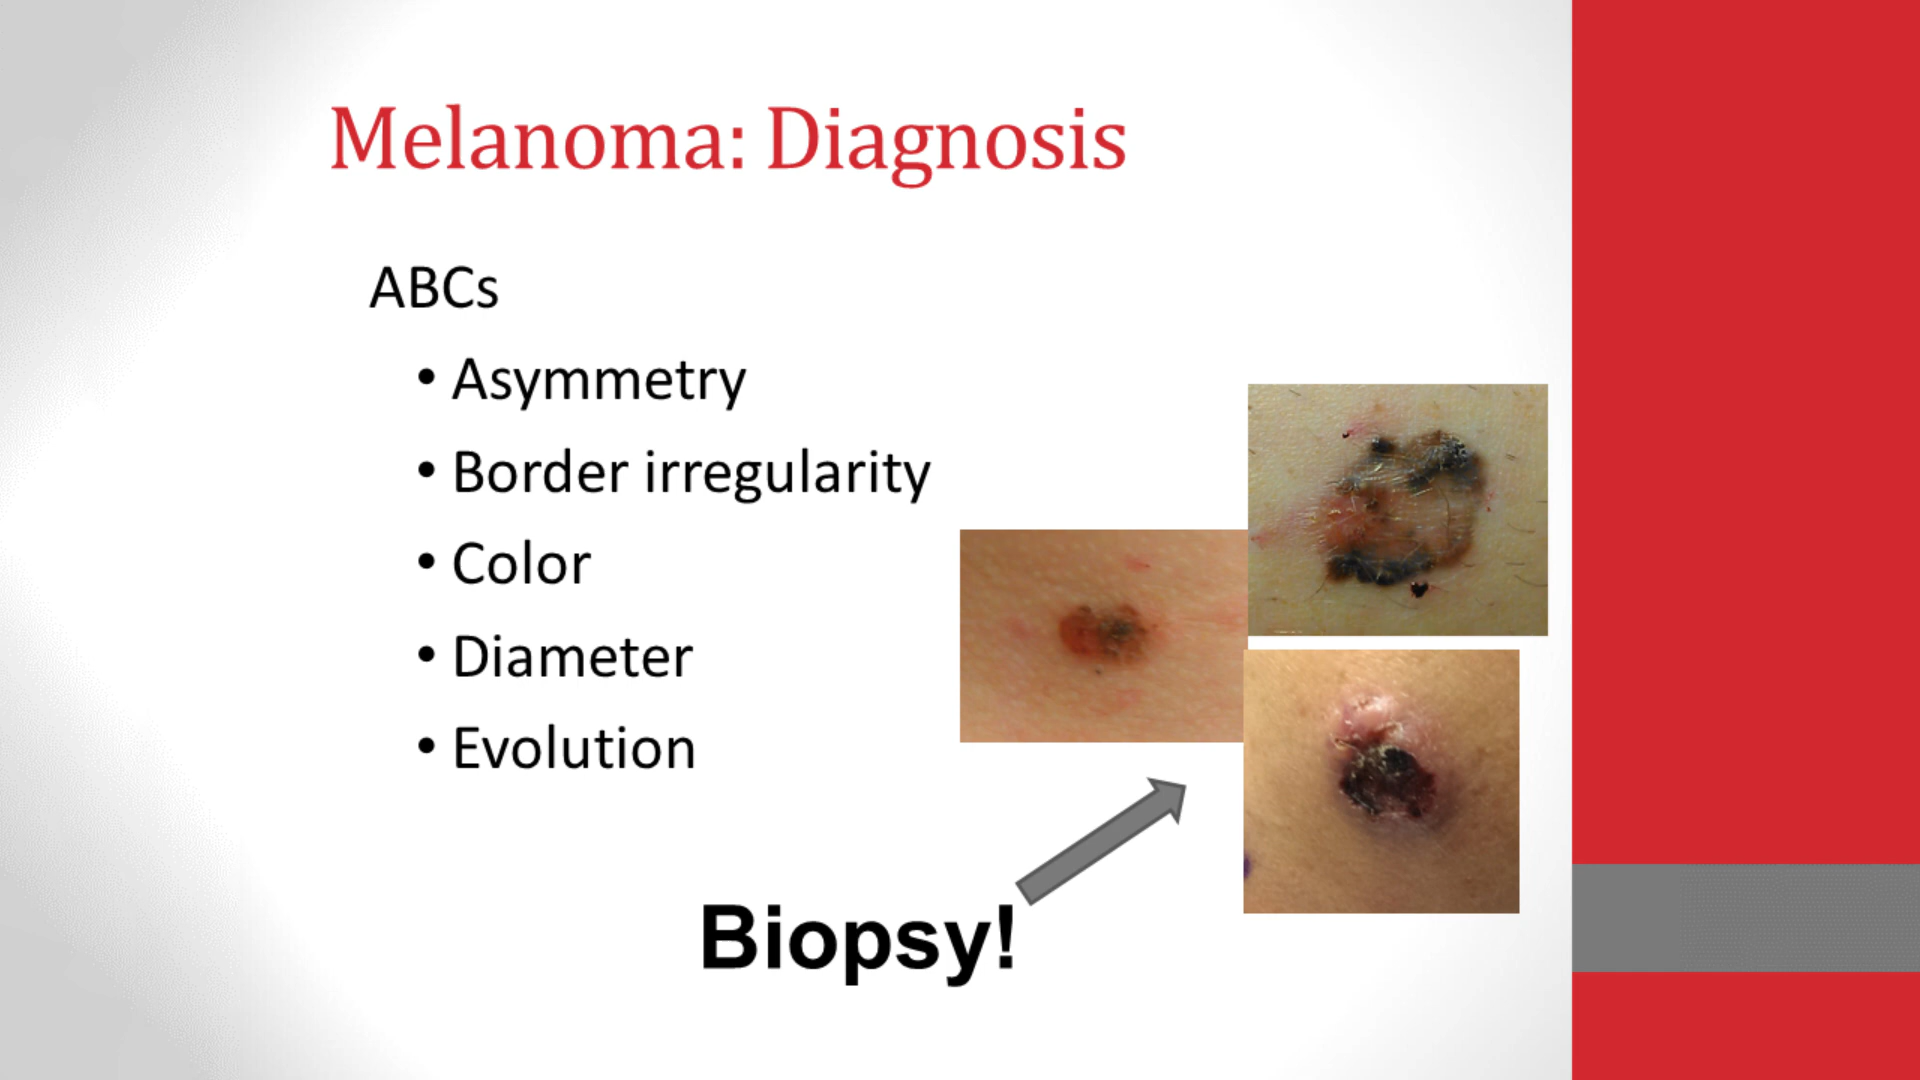 Melanoma: Diagnosis
ABCs
• Asymmetry
• Border irregularity
• Color
• Diameter
• Evolution
Biopsy!